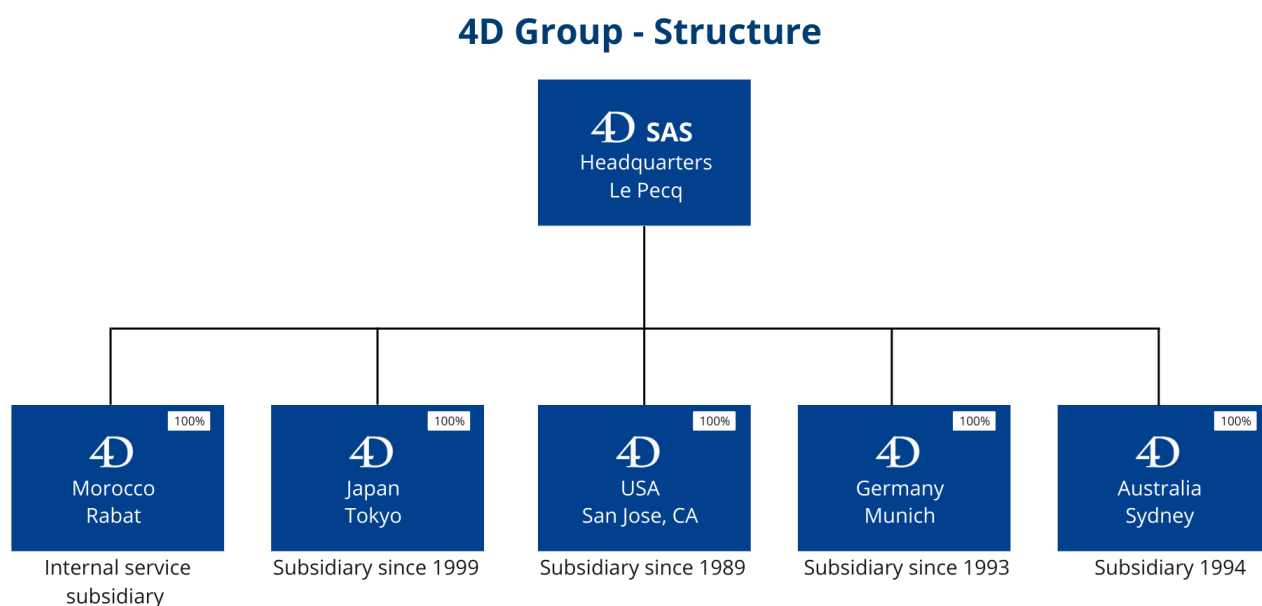 4D Group - Structure
4D SAS
Headquarters
Le Pecq
100%
4D
Morocco
Rabat
Internal service
subsidiary
100%
4D
Japan
Tokyo
Subsidiary since 1999
100%
4D
USA
San Jose, CA
Subsidiary since 1989
100%
4D
Germany
Munich
Subsidiary since 1993
100%
4D
Australia
Sydney
Subsidiary 1994